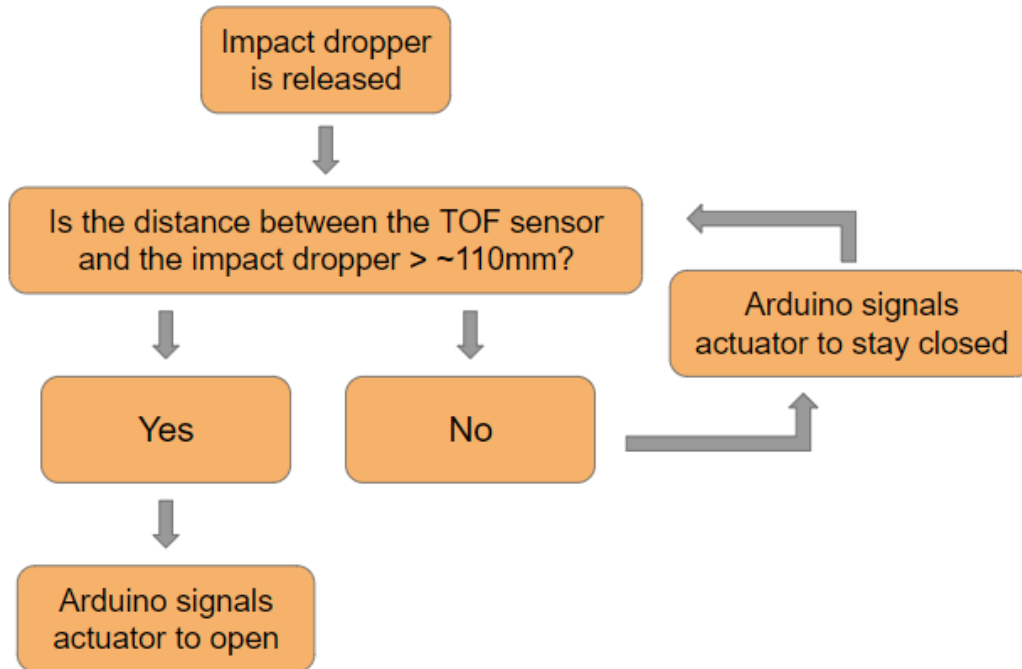 Impact dropper
is released
Is the distance between the TOF sensor
and the impact dropper > ~110mm?
Arduino signals
actuator to stay closed
Yes
No
Arduino signals
actuator to open